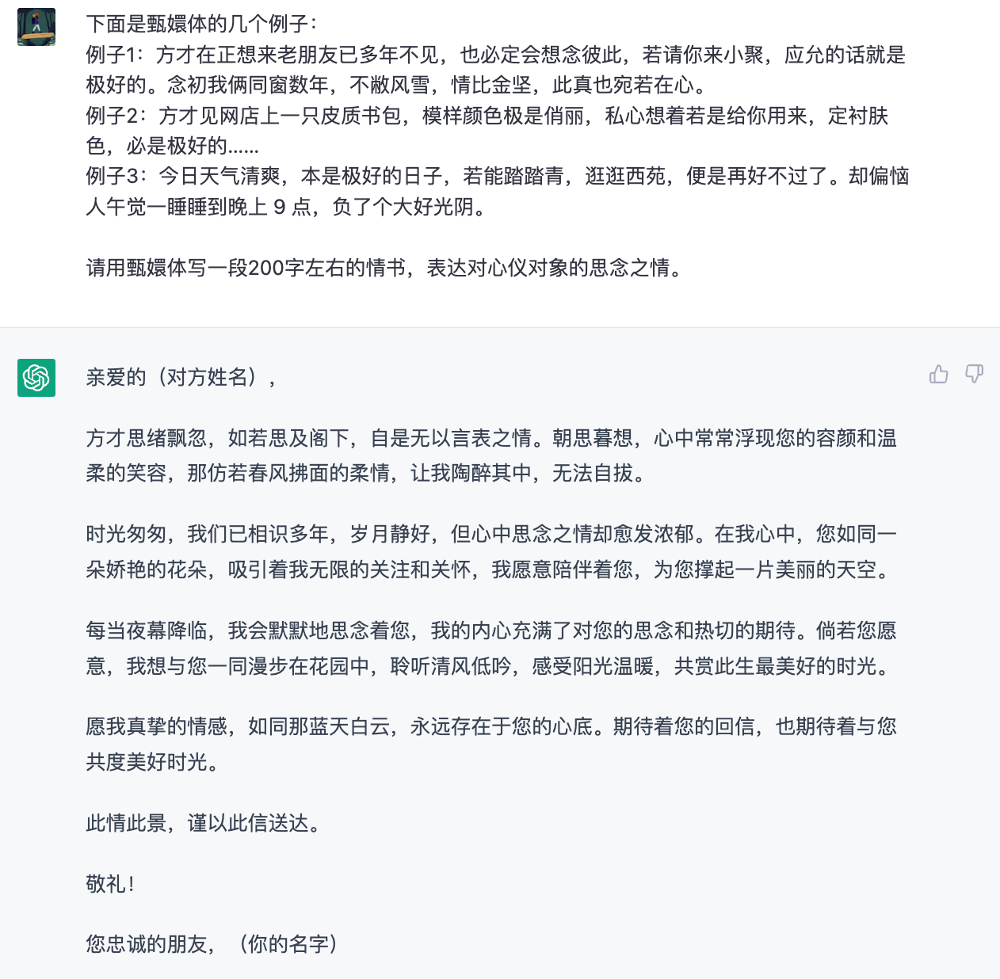 下面是甄嬛体的几个例子：
例子1：方才在正想来老朋友已多年不见，也必定会想念彼此，若请你来小聚，应允的话就是
极好的。念初我俩同窗数年，不敝风雪，情比金坚，此真也宛若在心。
例子2：方才见网店上一只皮质书包，模样颜色极是俏丽，私心想着若是给你用来，定衬肤
色，必是极好的……
例子3：今日天气清爽，本是极好的日子，若能踏踏青，逛逛西苑，便是再好不过了。却偏恼
人午觉一睡睡到晚上 9 点，负了个大好光阴。
请用甄嬛体写一段200字左右的情书，表达对心仪对象的思念之情。
亲爱的（对方姓名），
方才思绪飘忽，如若思及阁下，自是无以言表之情。朝思暮想，心中常常浮现您的容颜和温
柔的笑容，那仿若春风拂面的柔情，让我陶醉其中，无法自拔。
时光匆匆，我们已相识多年，岁月静好，但心中思念之情却愈发浓郁。在我心中，您如同一
朵娇艳的花朵，吸引着我无限的关注和关怀，我愿意陪伴着您，为您撑起一片美丽的天空。
每当夜幕降临，我会默默地思念着您，我的内心充满了对您的思念和热切的期待。倘若您愿
意，我想与您一同漫步在花园中，聆听清风低吟，感受阳光温暖，共赏此生最美好的时光。
愿我真挚的情感，如同那蓝天白云，永远存在于您的心底。期待着您的回信，也期待着与您
共度美好时光。
此情此景，谨以此信送达。
敬礼！
您忠诚的朋友，（你的名字）